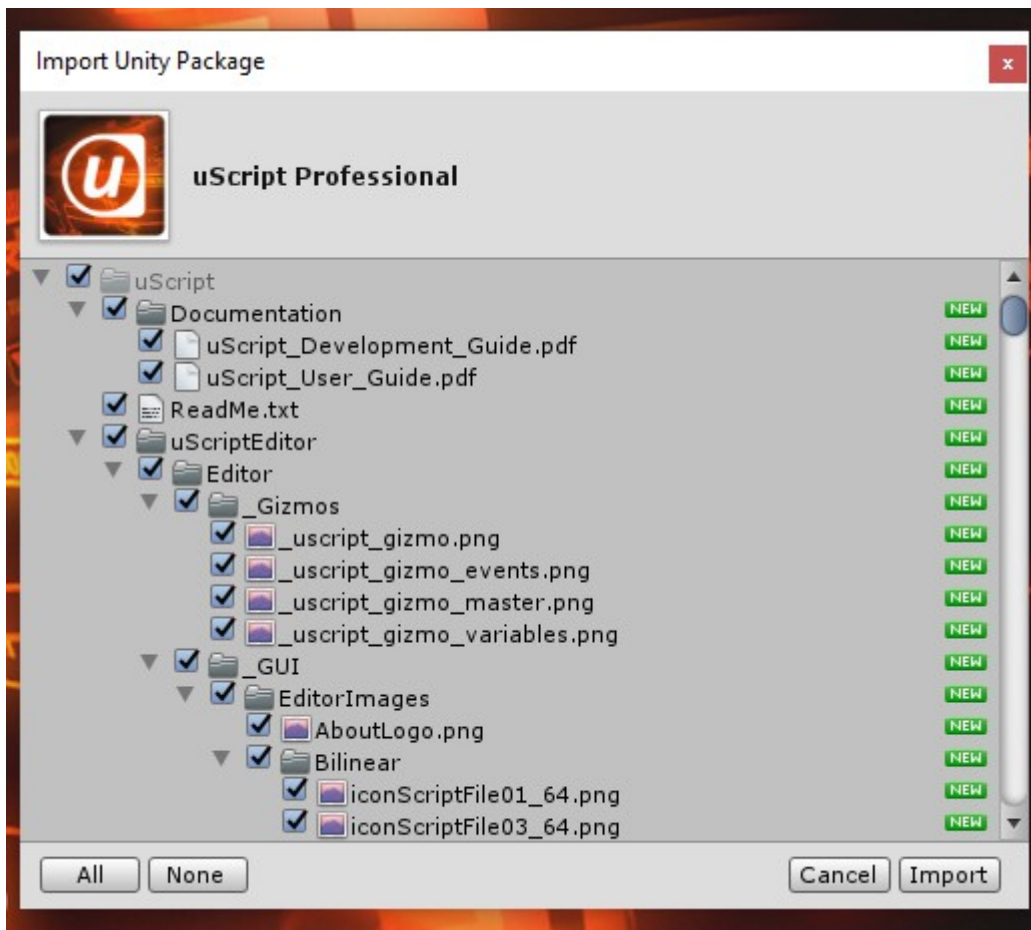 Import Unity Package
x
u
uScript Professional
uScript
Documentation NEW
uScript_Development_Guide.pdf NEW
uScript_User_Guide.pdf NEW
ReadMe.txt NEW
uScriptEditor NEW
Editor NEW
_Gizmos NEW
_uscript_gizmo.png NEW
_uscript_gizmo_events.png NEW
_uscript_gizmo_master.png NEW
_uscript_gizmo_variables.png NEW
_GUI NEW
EditorImages NEW
AboutLogo.png NEW
Bilinear NEW
iconScriptFile01_64.png NEW
iconScriptFile03_64.png NEW
All None Cancel Import